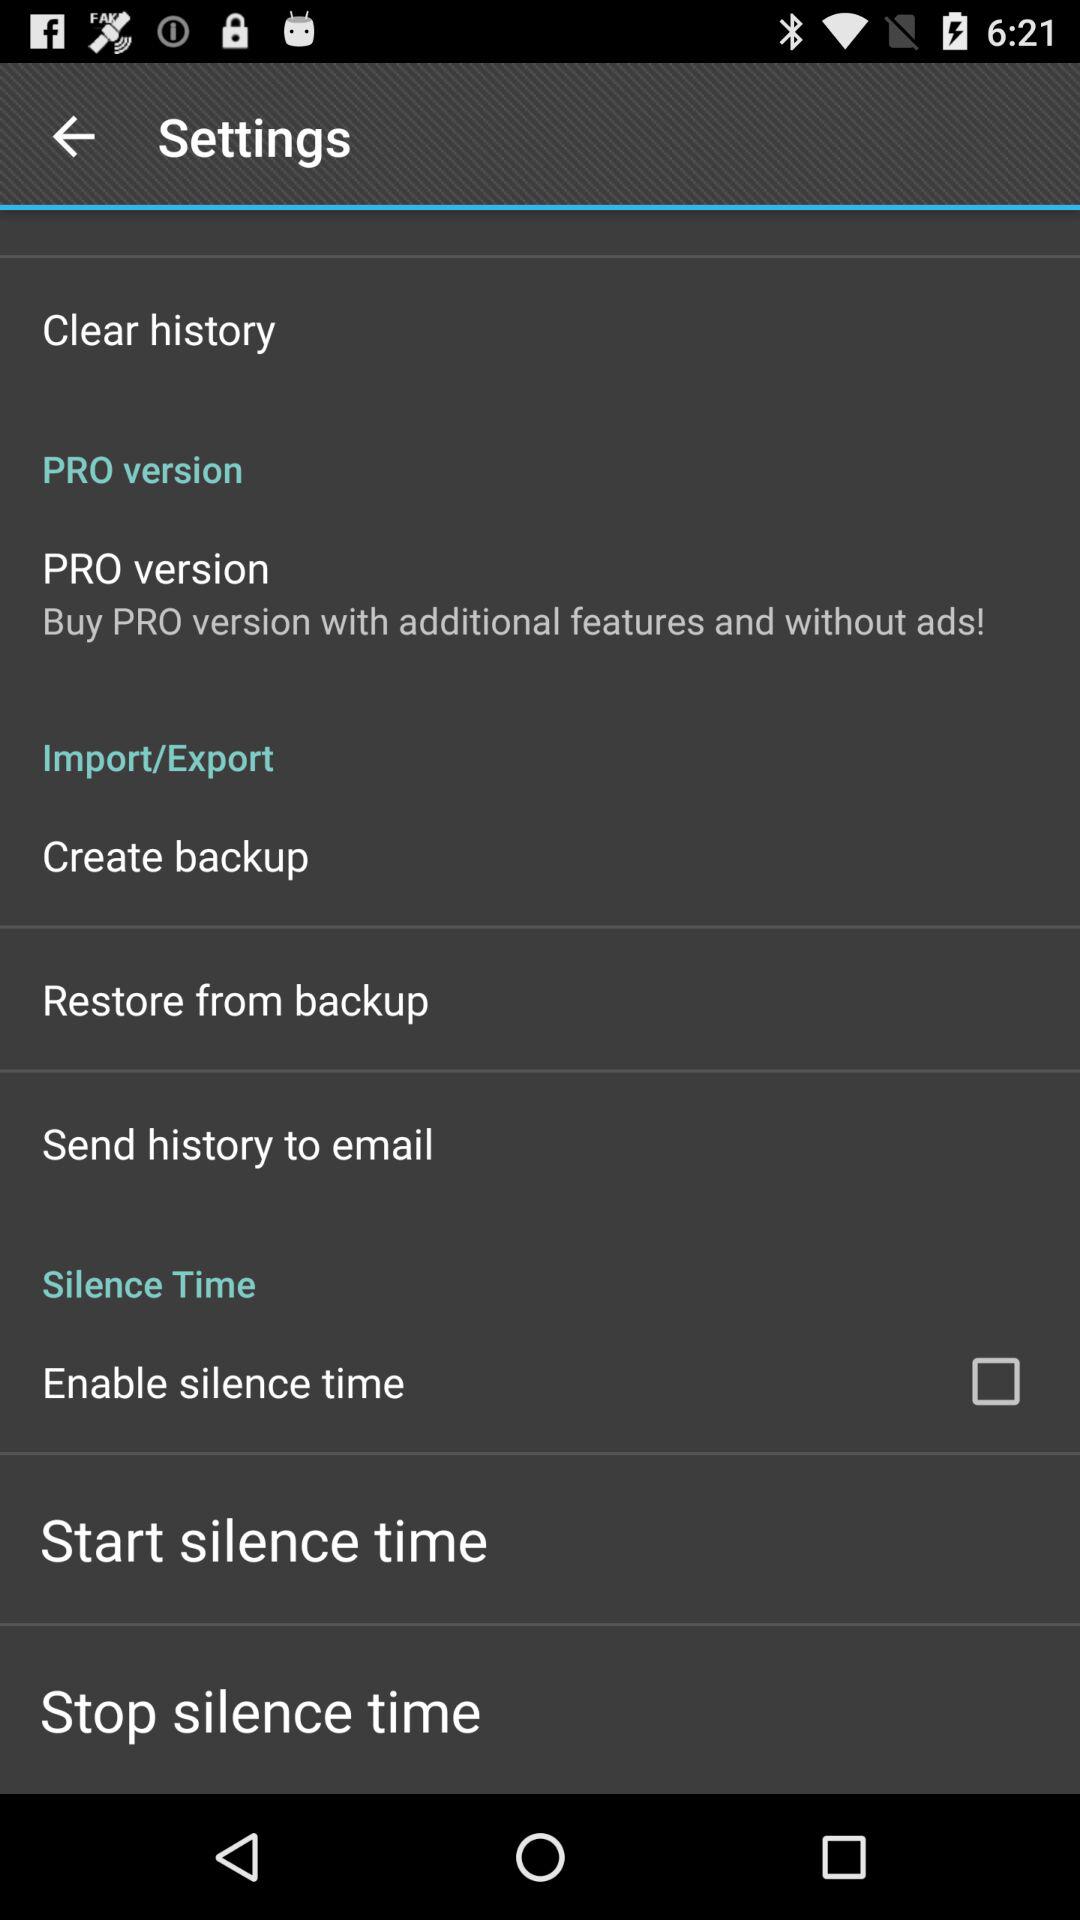 FAK
6:21
Settings
Clear history
PRO version
PRO version
Buy PRO version with additional features and without ads!
Import/Export
Create backup
Restore from backup
Send history to email
Silence Time
Enable silence time
Start silence time
Stop silence time